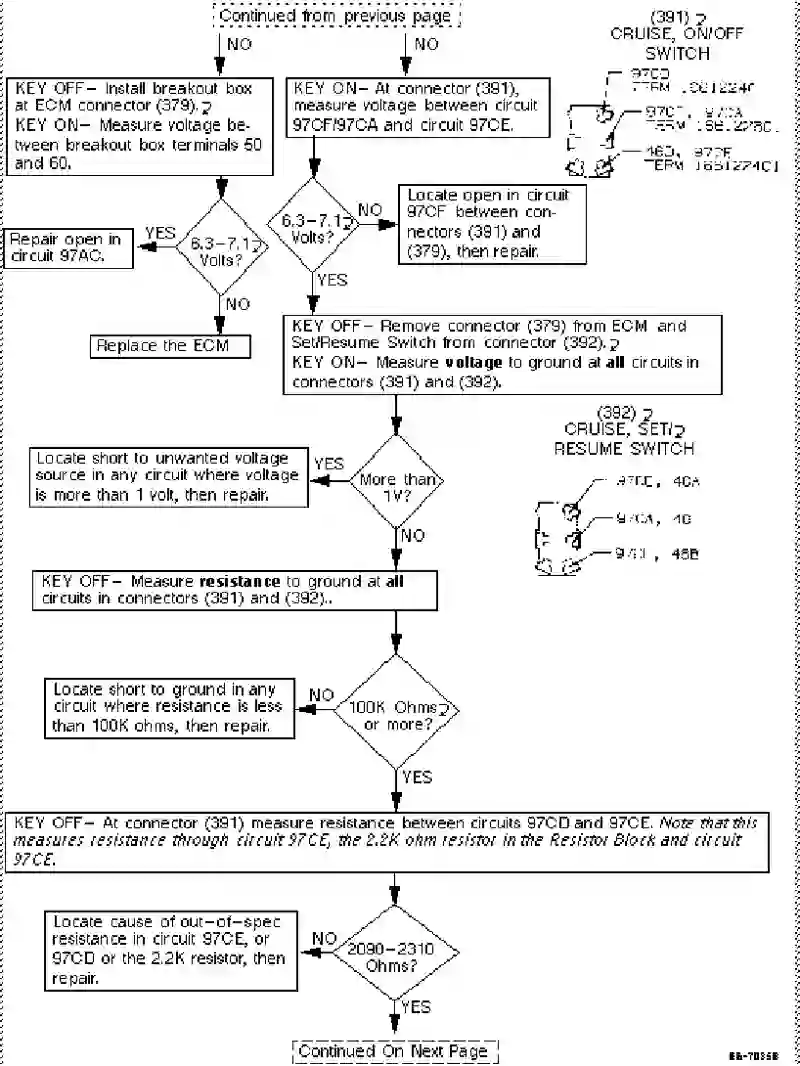 Continued from previous page
NO
NO
KEY OFF– Install breakout box
at ECM connector (379).
KEY ON– Measure voltage be-
tween breakout box terminals 50
and 60.
KEY ON– At connector (391),
measure voltage between circuit
97CF/97CA and circuit 97CE.
(391)
CRUISE, ON/OFF
SWITCH
97CD
TERM
97CF, 97CA
TERM
46D, 97CE
TERM 1661274C1
6.3–7.1
Volts?
YES
Repair open in
circuit 97AC.
NO
Replace the ECM
6.3–7.1
Volts?
NO
Locate open in circuit
97CF between con-
nectors (391) and
(379), then repair.
YES
KEY OFF– Remove connector (379) from ECM and
Set/Resume Switch from connector (392).
KEY ON– Measure voltage to ground at all circuits in
connectors (391) and (392).
(392)
CRUISE, SET/
RESUME SWITCH
46A
97CA, 46
46B
More than
1V?
YES
Locate short to unwanted voltage
source in any circuit where voltage
is more than 1 volt, then repair.
NO
KEY OFF– Measure resistance to ground at all
circuits in connectors (391) and (392)..
100K Ohms
or more?
NO
Locate short to ground in any
circuit where resistance is less
than 100K ohms, then repair.
YES
KEY OFF– At connector (391) measure resistance between circuits 97CD and 97CE. Note that this
measures resistance through circuit 97CE, the 2.2K ohm resistor in the Resistor Block and circuit
97CE.
2090–2310
Ohms?
NO
Locate cause of out–of–spec
resistance in circuit 97CE, or
97CD or the 2.2K resistor, then
repair.
YES
Continued On Next Page